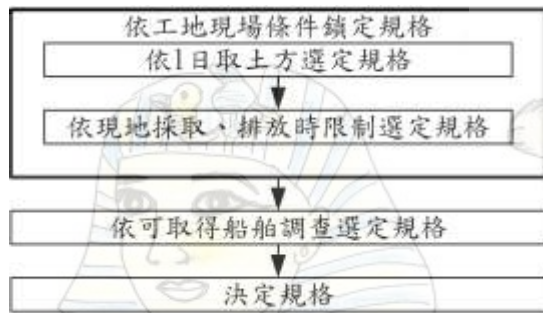 依工地現場條件鎖定規格
依1日取土方選定規格
依現地採取、排放時限制選定規格
依可取得船舶調查選定規格
決定規格